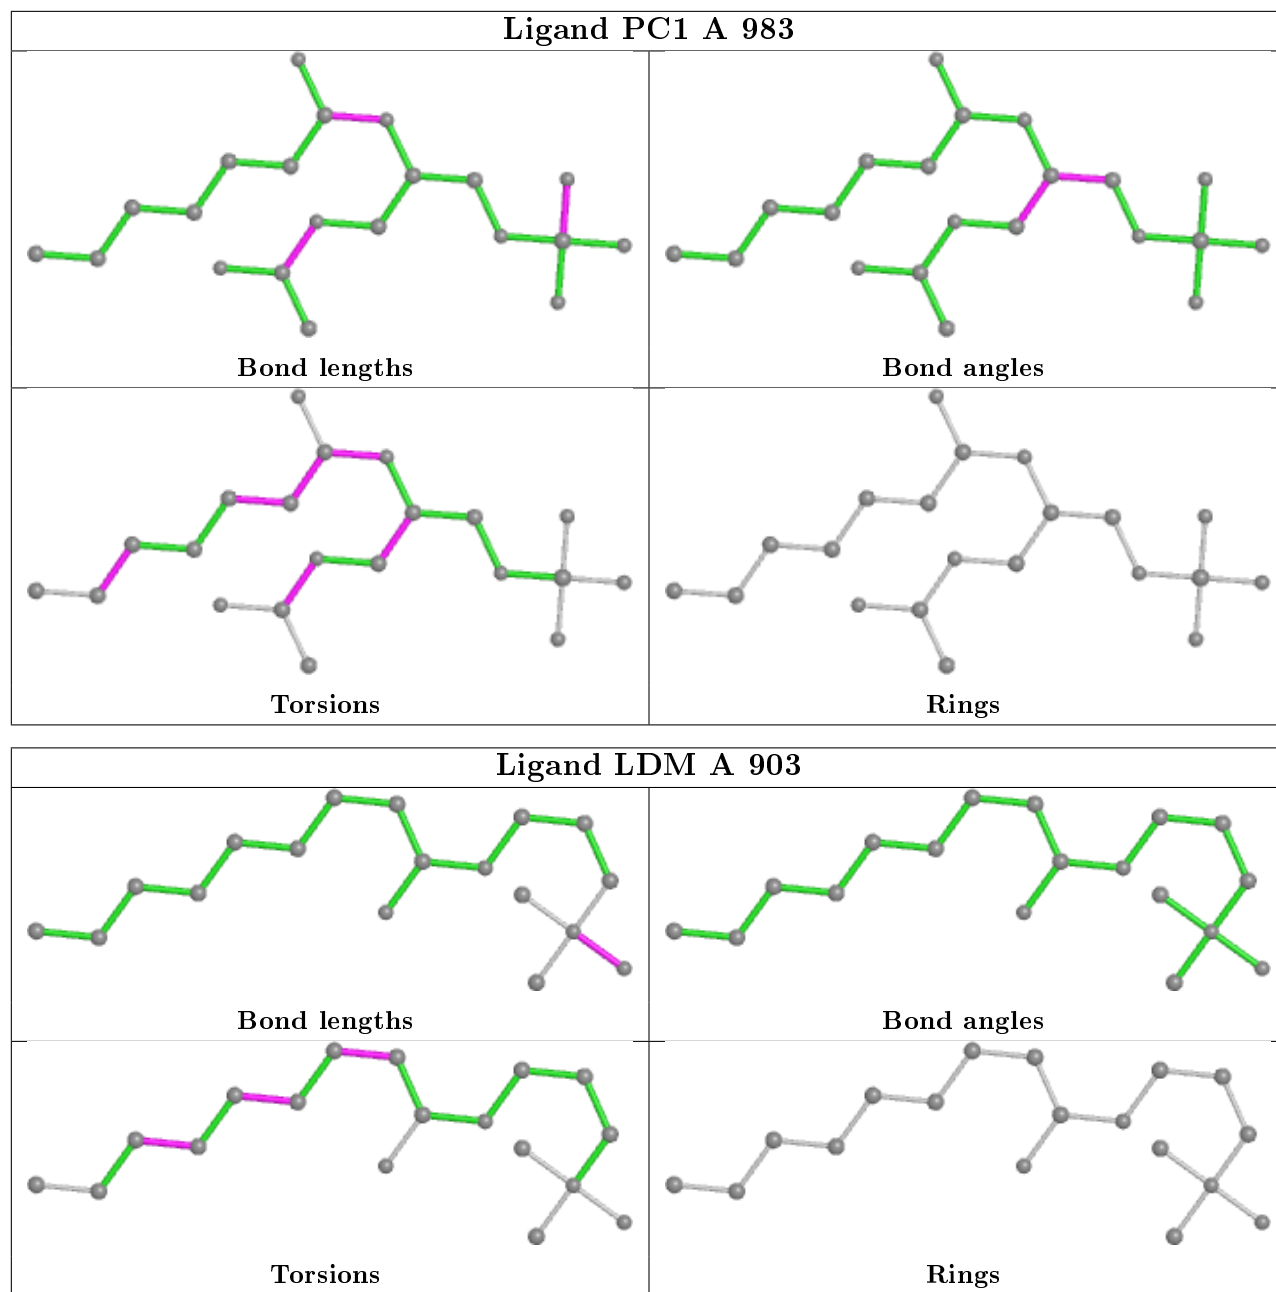 Ligand PC1 A 983
Bond lengths
Bond angles
Torsions
Rings
Ligand LDM A 903
Bond lengths
Bond angles
Torsions
Rings